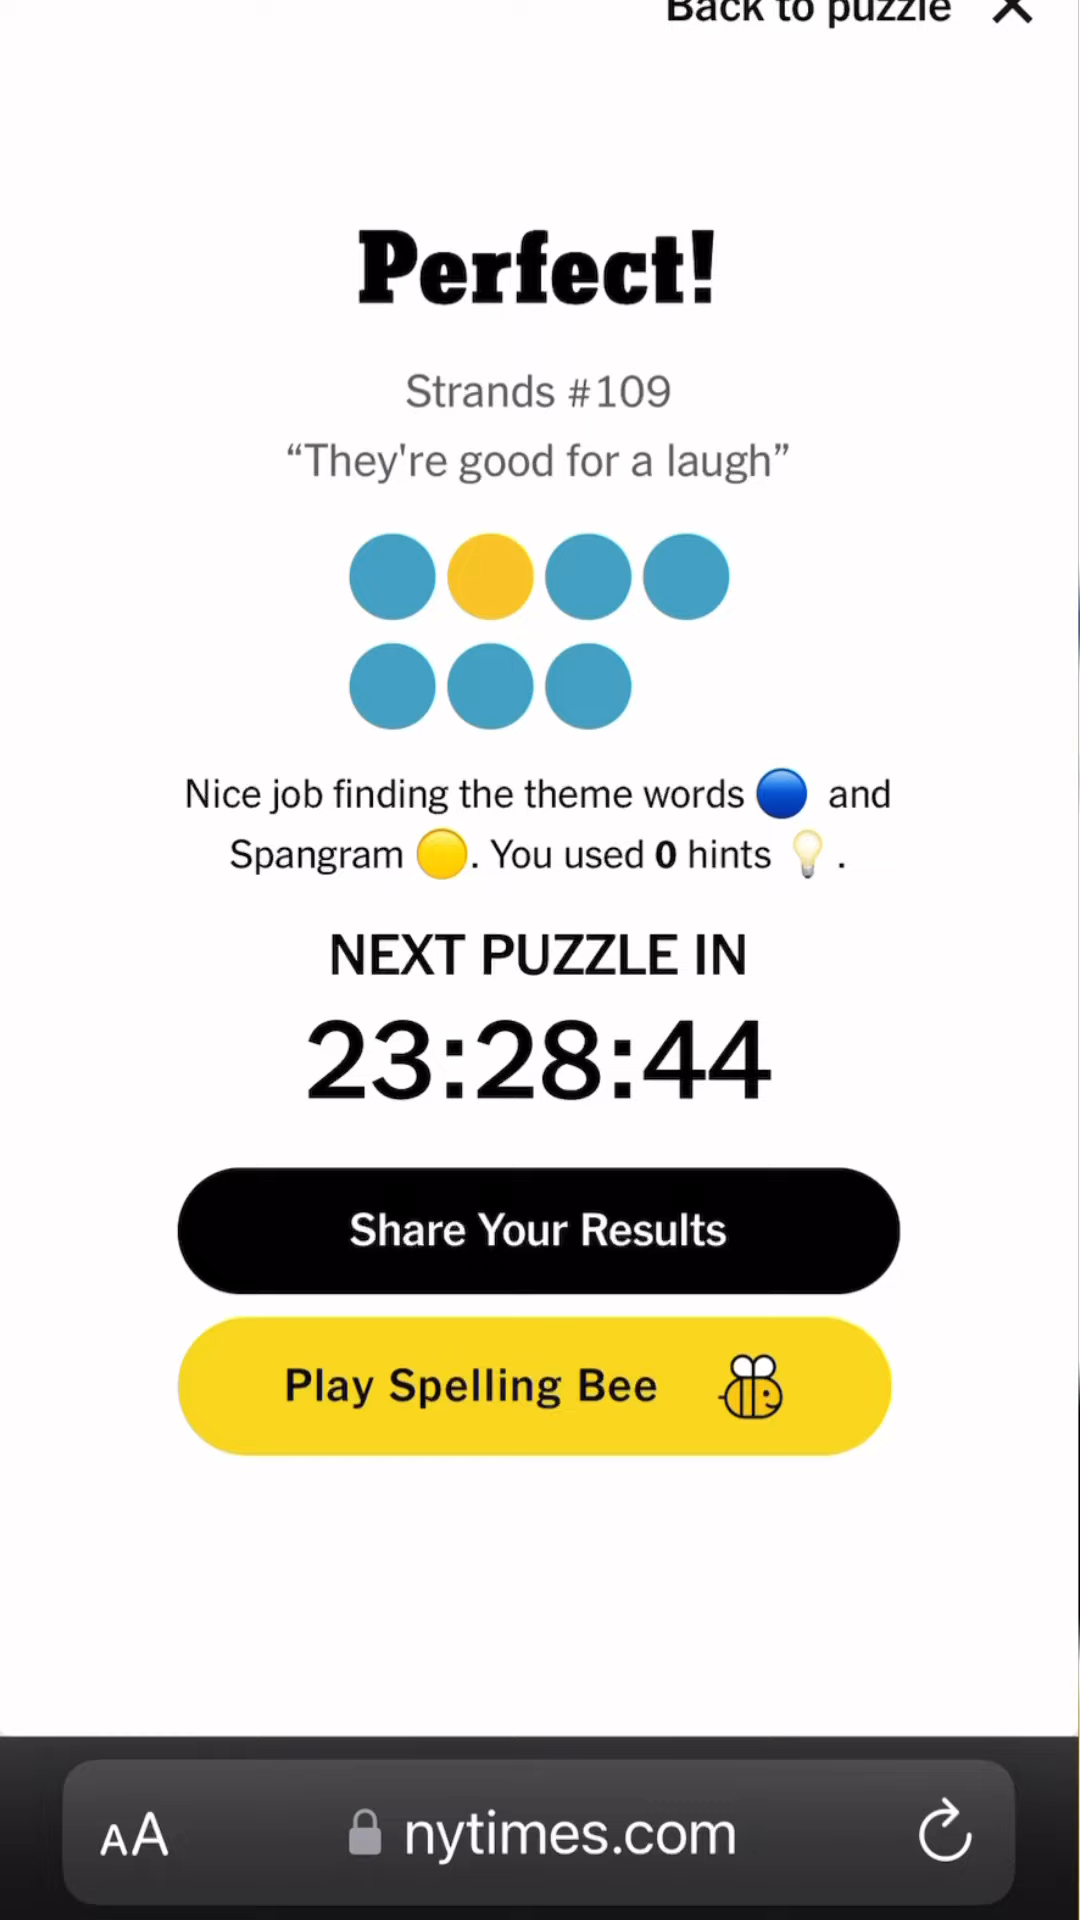 Back to puzzle
Perfect!
Strands #109
“They're good for a laugh”
Nice job finding the theme words 🔵 and
Spangram 🟡. You used 0 hints 💡.
NEXT PUZZLE IN
23:28:44
Share Your Results
Play Spelling Bee
AA nytimes.com